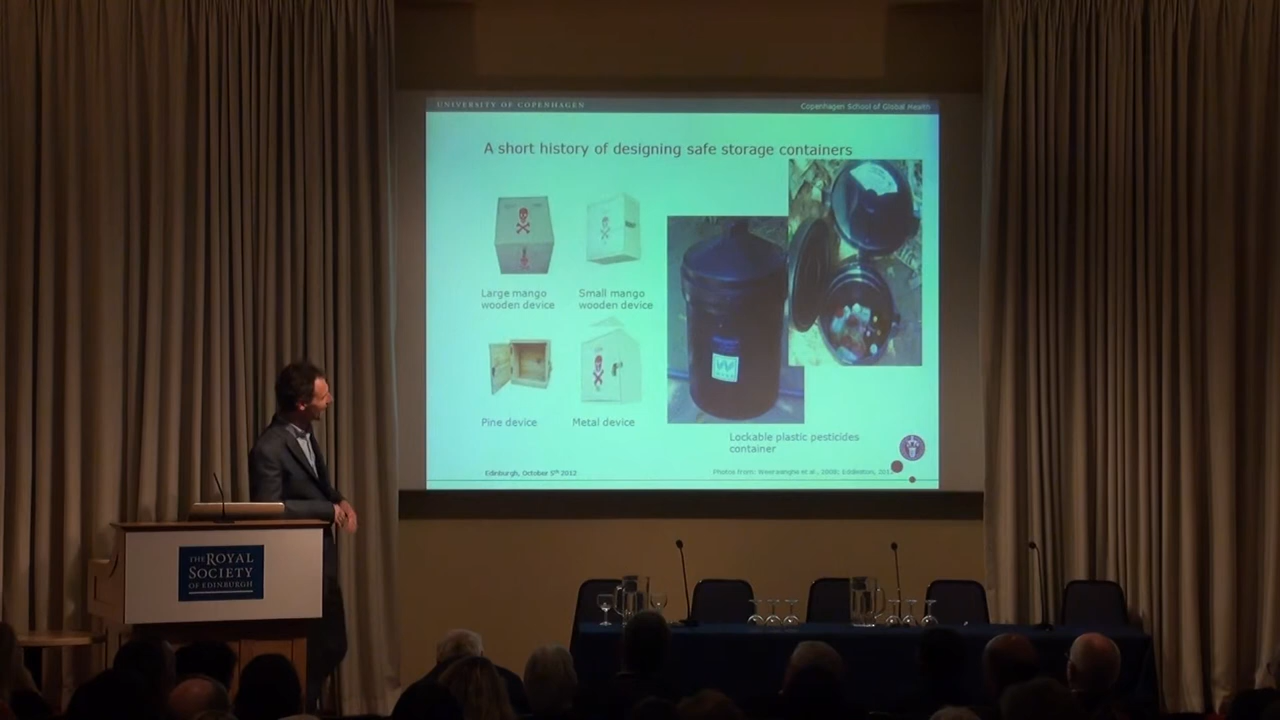 UNIVERSITY OF COPENHAGEN
Copenhagen School of Global Health
A short history of designing safe storage containers
Large mango
wooden device
Small mango
wooden device
Pine device
Metal device
Lockable plastic pesticides
container
Edinburgh, October 5th 2012
Photos from:
THE ROYAL
SOCIETY
OF EDINBURGH